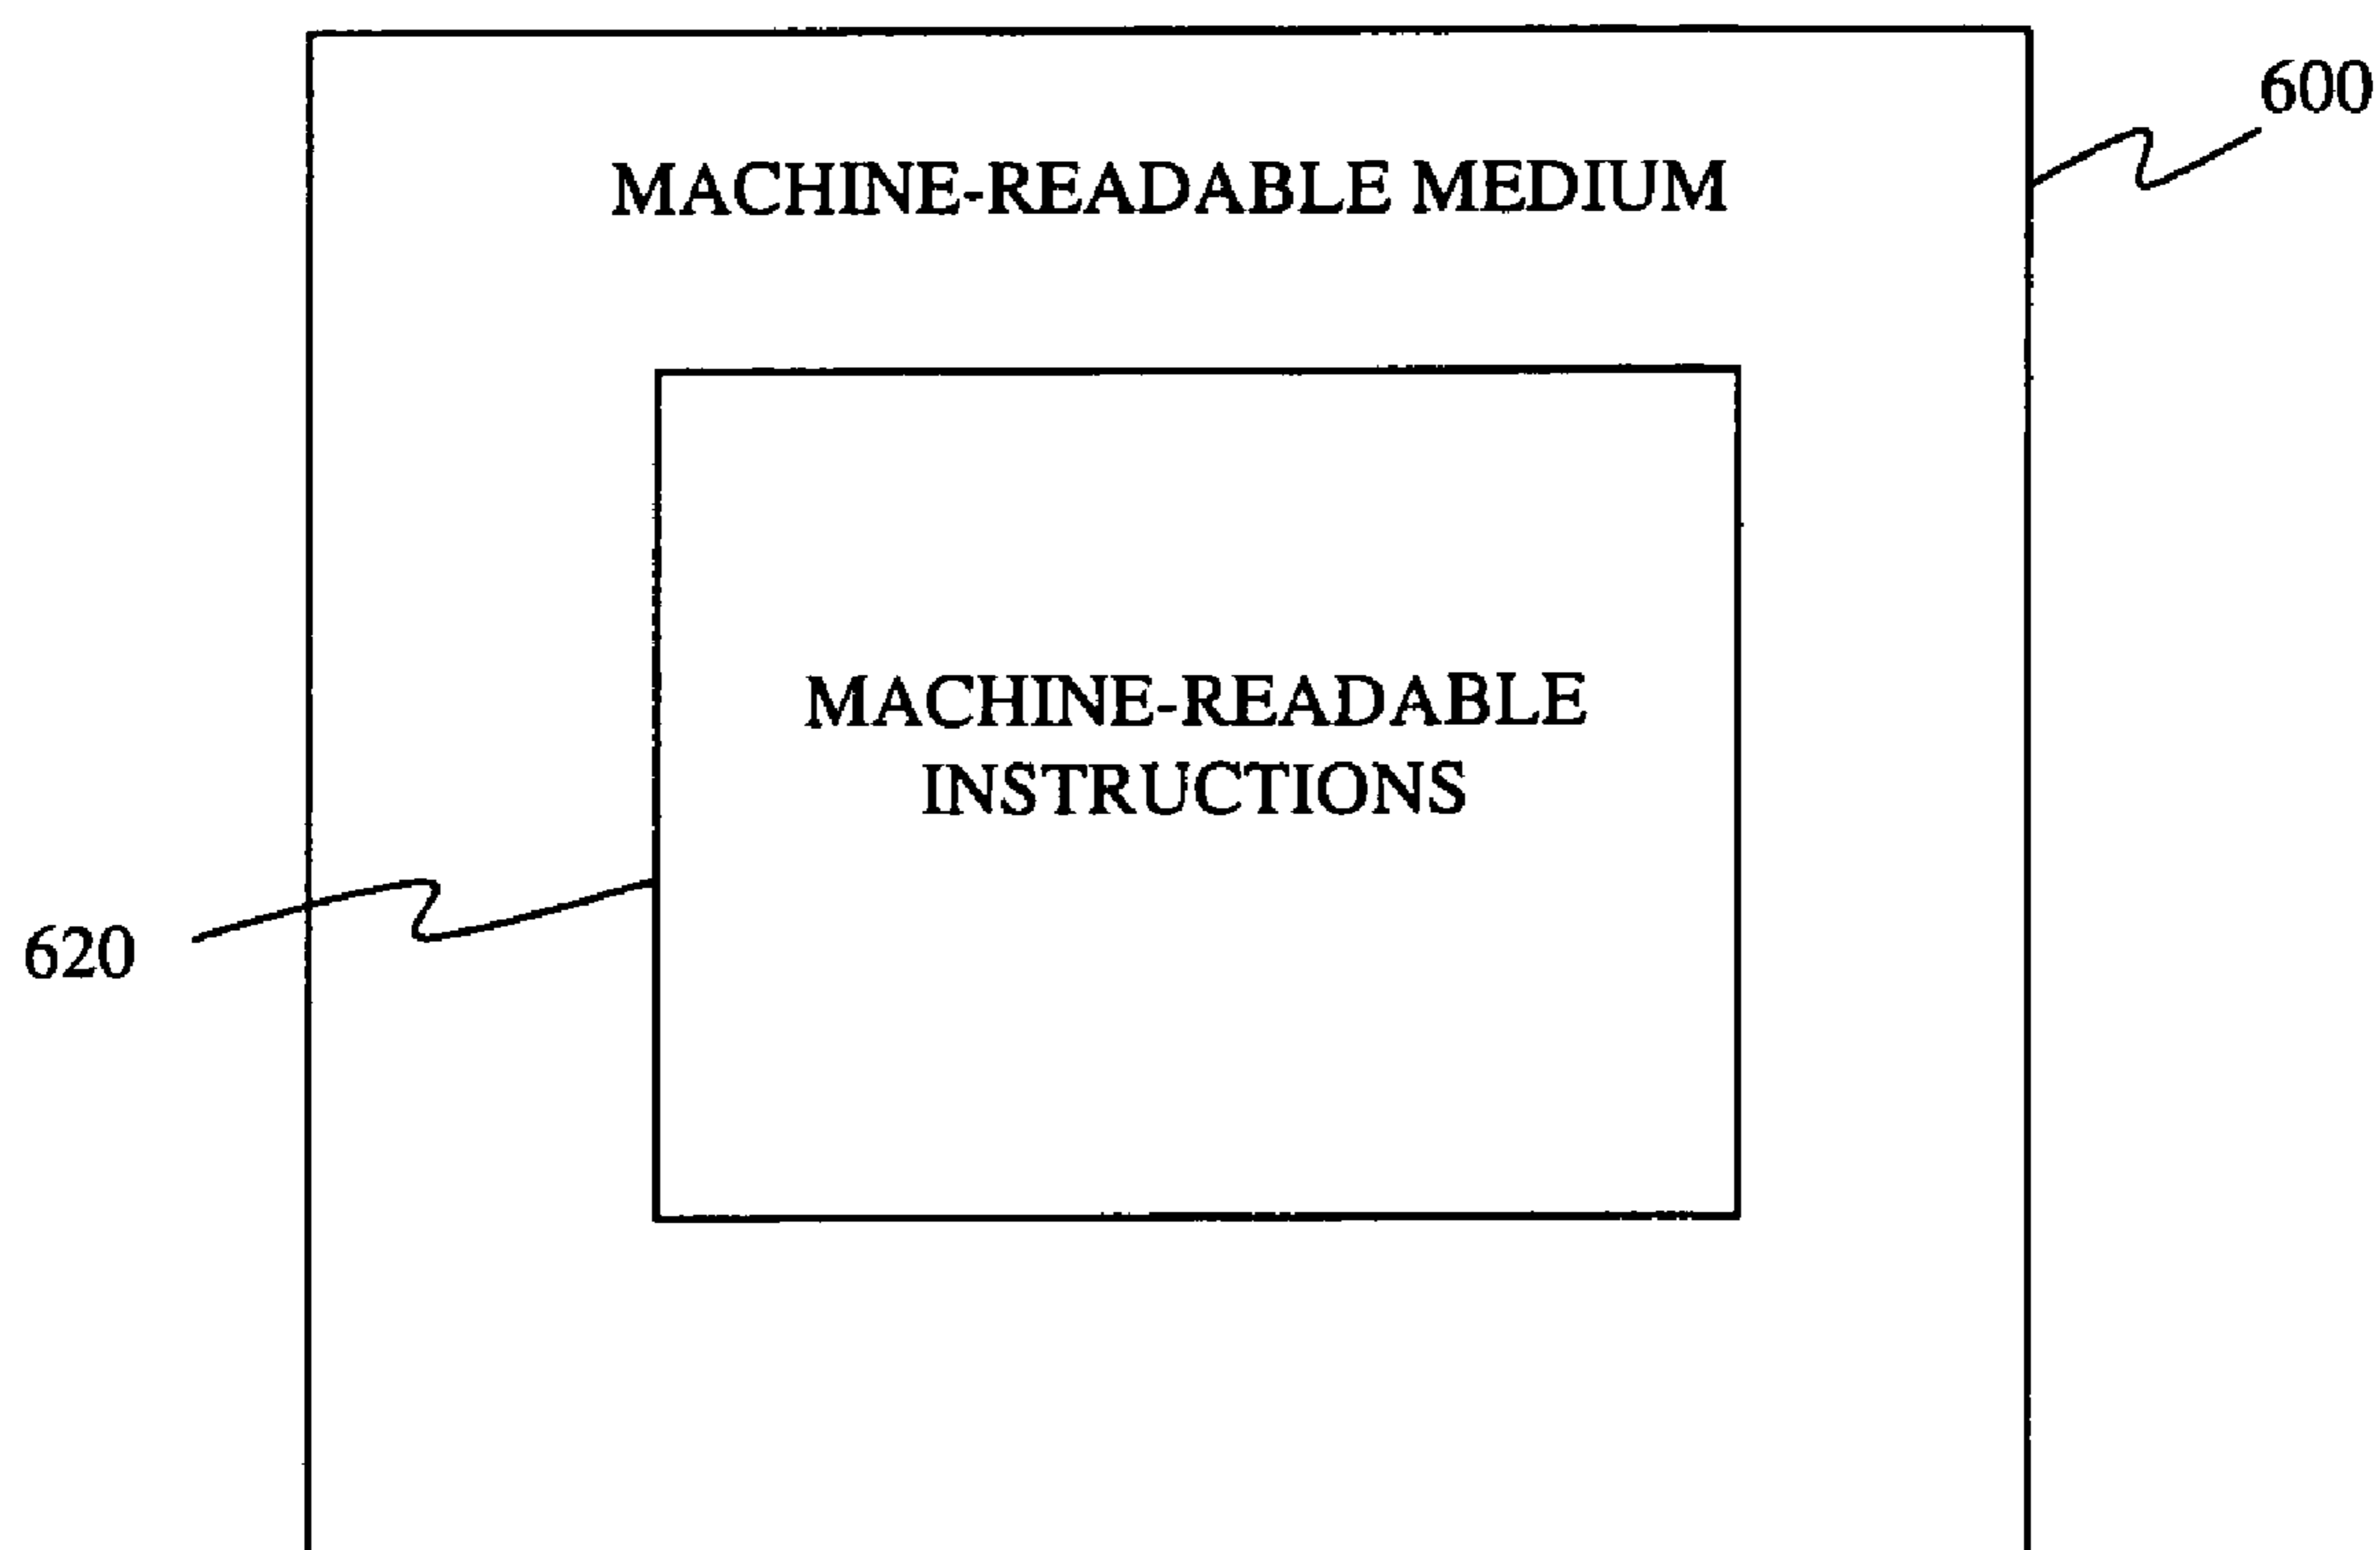 600
MACHINE-READABLE MEDIUM
MACHINE-READABLE
INSTRUCTIONS
620